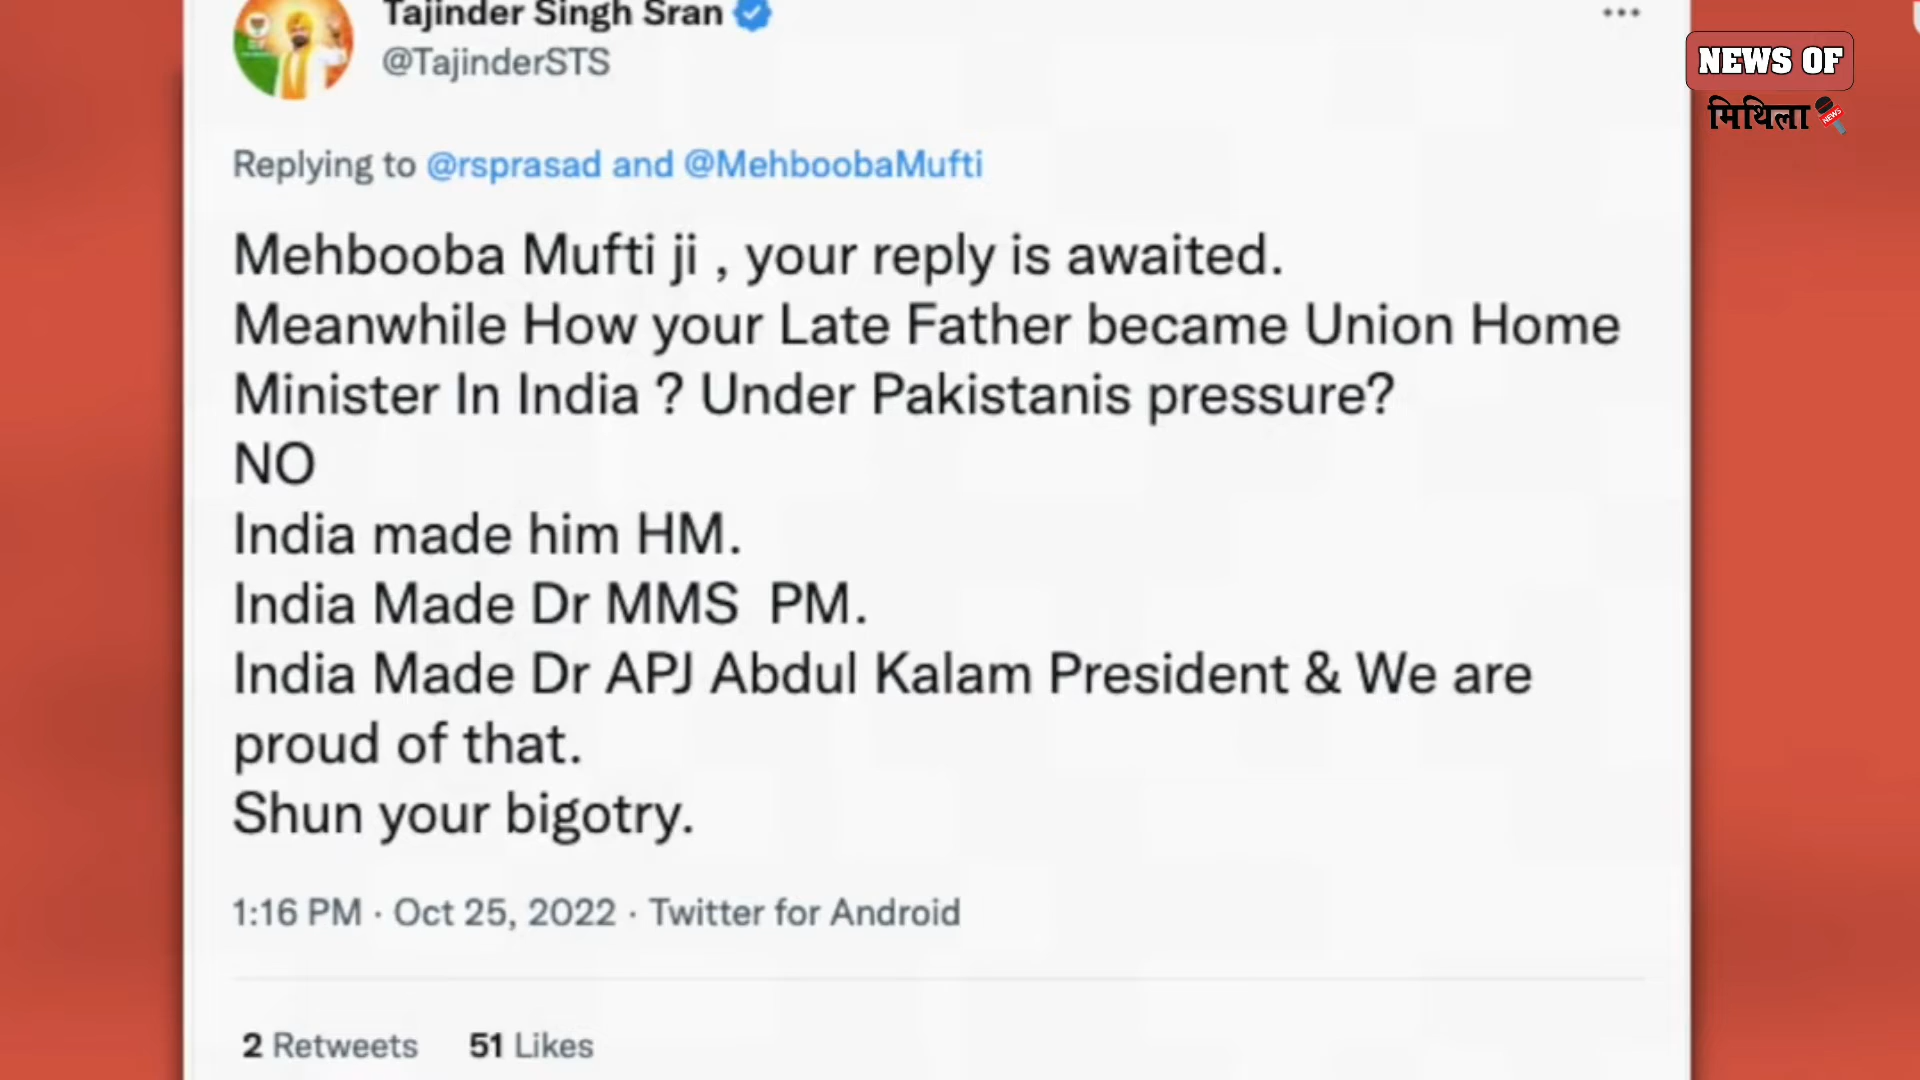 Tajinder Singh Sran
@TajinderSTS
NEWS OF
मिथिला
NEWS
Replying to @rsprasad and @MehboobaMufti
Mehbooba Mufti ji , your reply is awaited.
Meanwhile How your Late Father became Union Home
Minister In India ? Under Pakistanis pressure?
NO
India made him HM.
India Made Dr MMS  PM.
India Made Dr APJ Abdul Kalam President & We are
proud of that.
Shun your bigotry.
1:16 PM · Oct 25, 2022 · Twitter for Android
2 Retweets 51 Likes